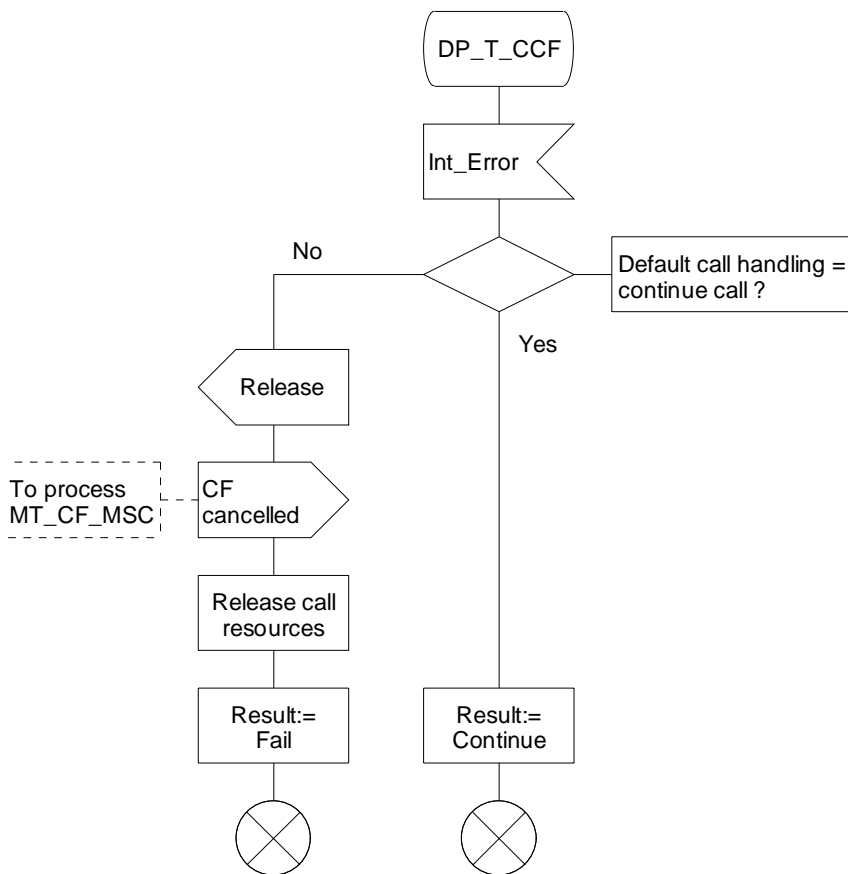 DP_T_CCF
Int_Error
No
Default call handling =
continue call ?
Yes
Release
To process
MT_CF_MSC
CF
cancelled
Release call
resources
Result:=
Fail
Result:=
Continue